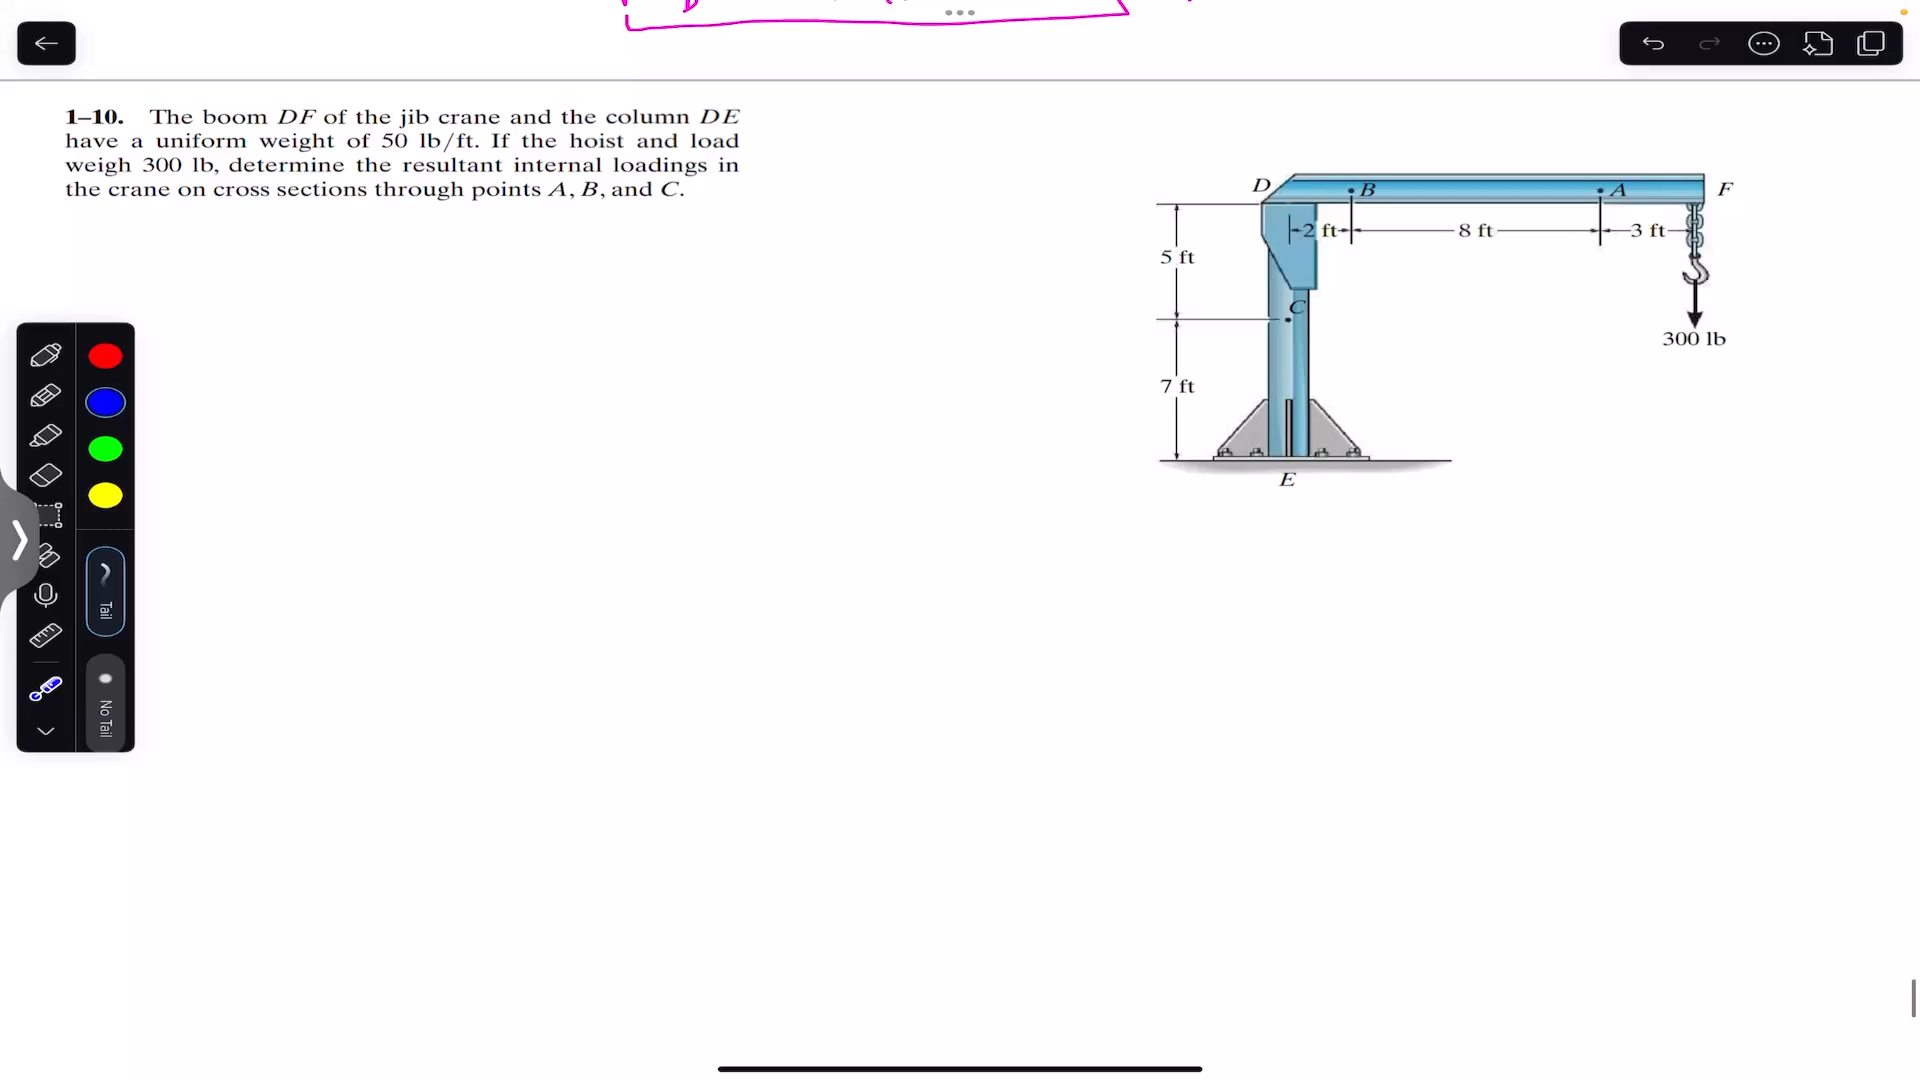 1–10. The boom DF of the jib crane and the column DE
have a uniform weight of 50 lb/ft. If the hoist and load
weigh 300 lb, determine the resultant internal loadings in
the crane on cross sections through points A, B, and C.
D
B
A
F
2 ft
8 ft
3 ft
5 ft
C
300 lb
7 ft
E
Tail
No Tail